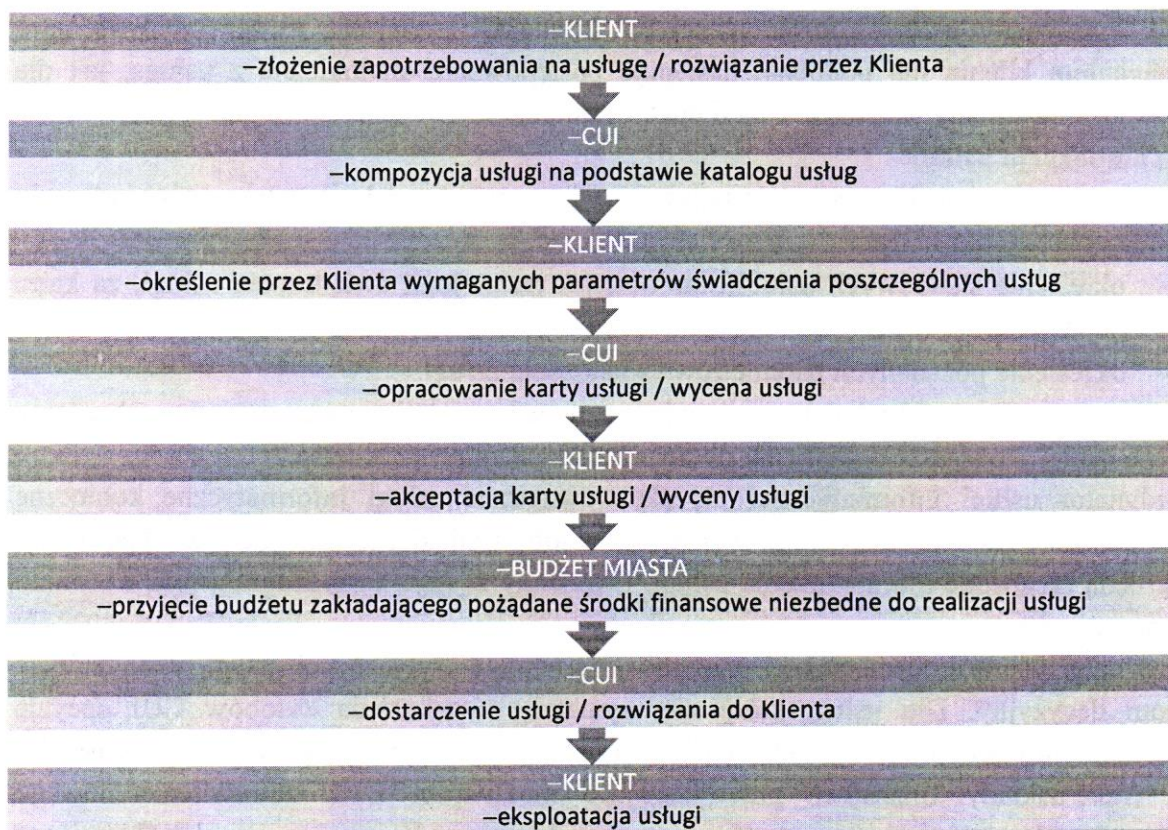 –KLIENT
–złożenie zapotrzebowania na usługę / rozwiązanie przez Klienta
–CUI
–kompozycja usługi na podstawie katalogu usług
–KLIENT
–określenie przez Klienta wymaganych parametrów świadczenia poszczególnych usług
–CUI
–opracowanie karty usługi / wycena usługi
–KLIENT
–akceptacja karty usługi / wyceny usługi
–BUDŻET MIASTA
–przyjęcie budżetu zakładającego pożądane środki finansowe niezbedne do realizacji usługi
–CUI
–dostarczenie usługi / rozwiązania do Klienta
–KLIENT
–eksploatacja usługi